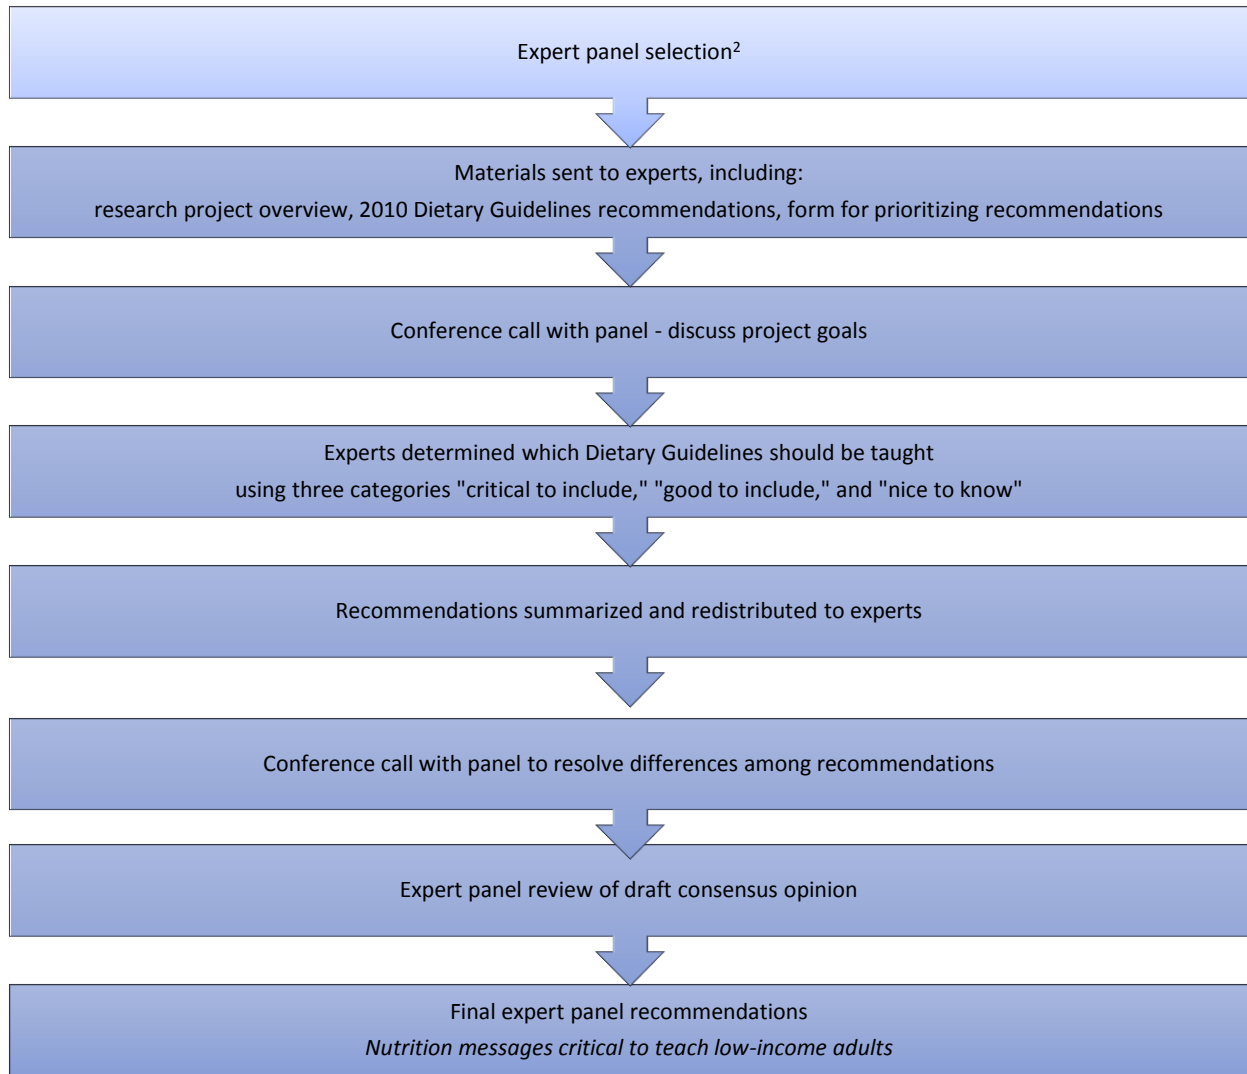 Expert panel selection²
Materials sent to experts, including:
research project overview, 2010 Dietary Guidelines recommendations, form for prioritizing recommendations
Conference call with panel - discuss project goals
Experts determined which Dietary Guidelines should be taught
using three categories "critical to include," "good to include," and "nice to know"
Recommendations summarized and redistributed to experts
Conference call with panel to resolve differences among recommendations
Expert panel review of draft consensus opinion
Final expert panel recommendations
Nutrition messages critical to teach low-income adults